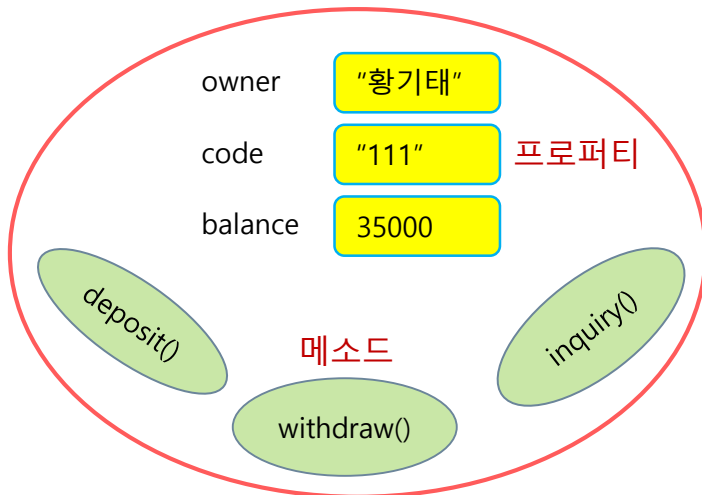 owner "황기태"
code "111" 프로퍼티
balance 35000
deposit()
inquiry()
메소드
withdraw()